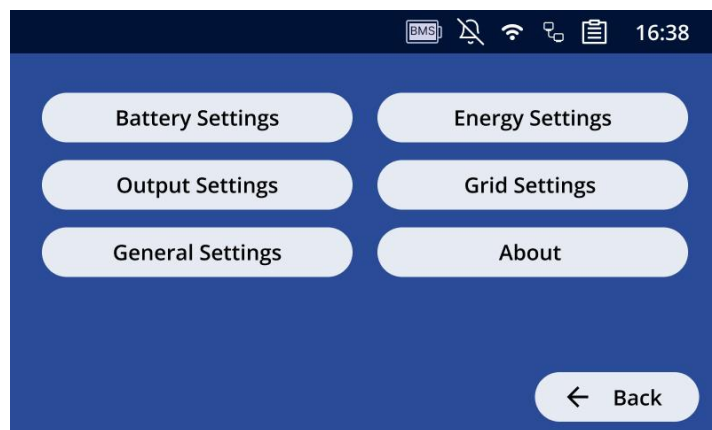 BMS 16:38
Battery Settings Energy Settings
Output Settings Grid Settings
General Settings About
Back